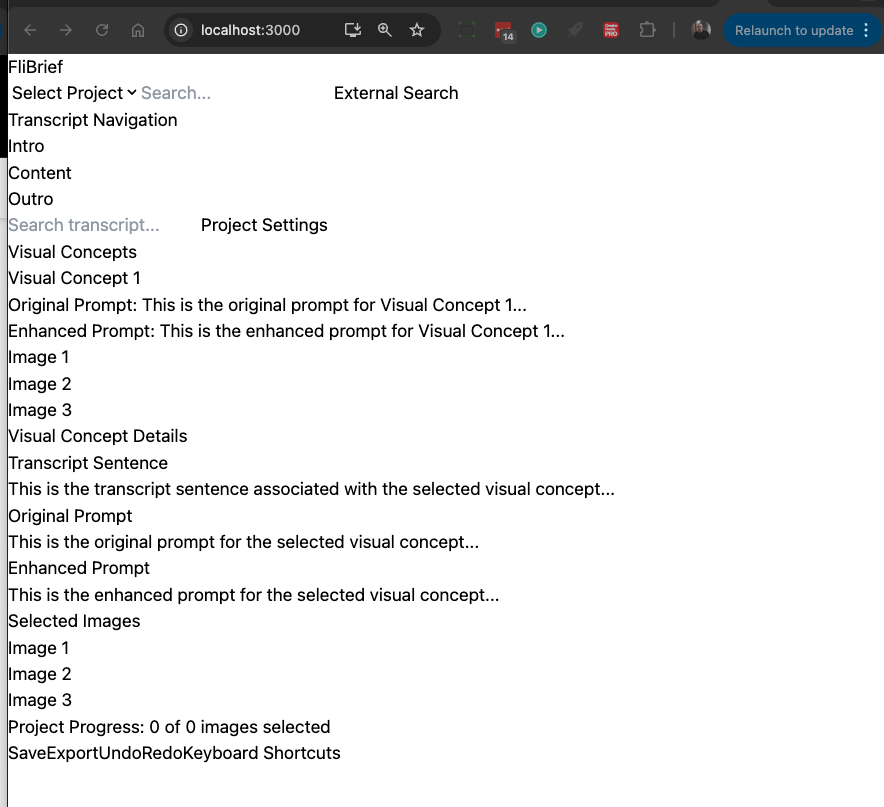 localhost:3000
14
Relaunch to update
FliBrief
Select Project Search... External Search
Transcript Navigation
Intro
Content
Outro
Search transcript... Project Settings
Visual Concepts
Visual Concept 1
Original Prompt: This is the original prompt for Visual Concept 1...
Enhanced Prompt: This is the enhanced prompt for Visual Concept 1...
Image 1
Image 2
Image 3
Visual Concept Details
Transcript Sentence
This is the transcript sentence associated with the selected visual concept...
Original Prompt
This is the original prompt for the selected visual concept...
Enhanced Prompt
This is the enhanced prompt for the selected visual concept...
Selected Images
Image 1
Image 2
Image 3
Project Progress: 0 of 0 images selected
SaveExportUndoRedoKeyboard Shortcuts